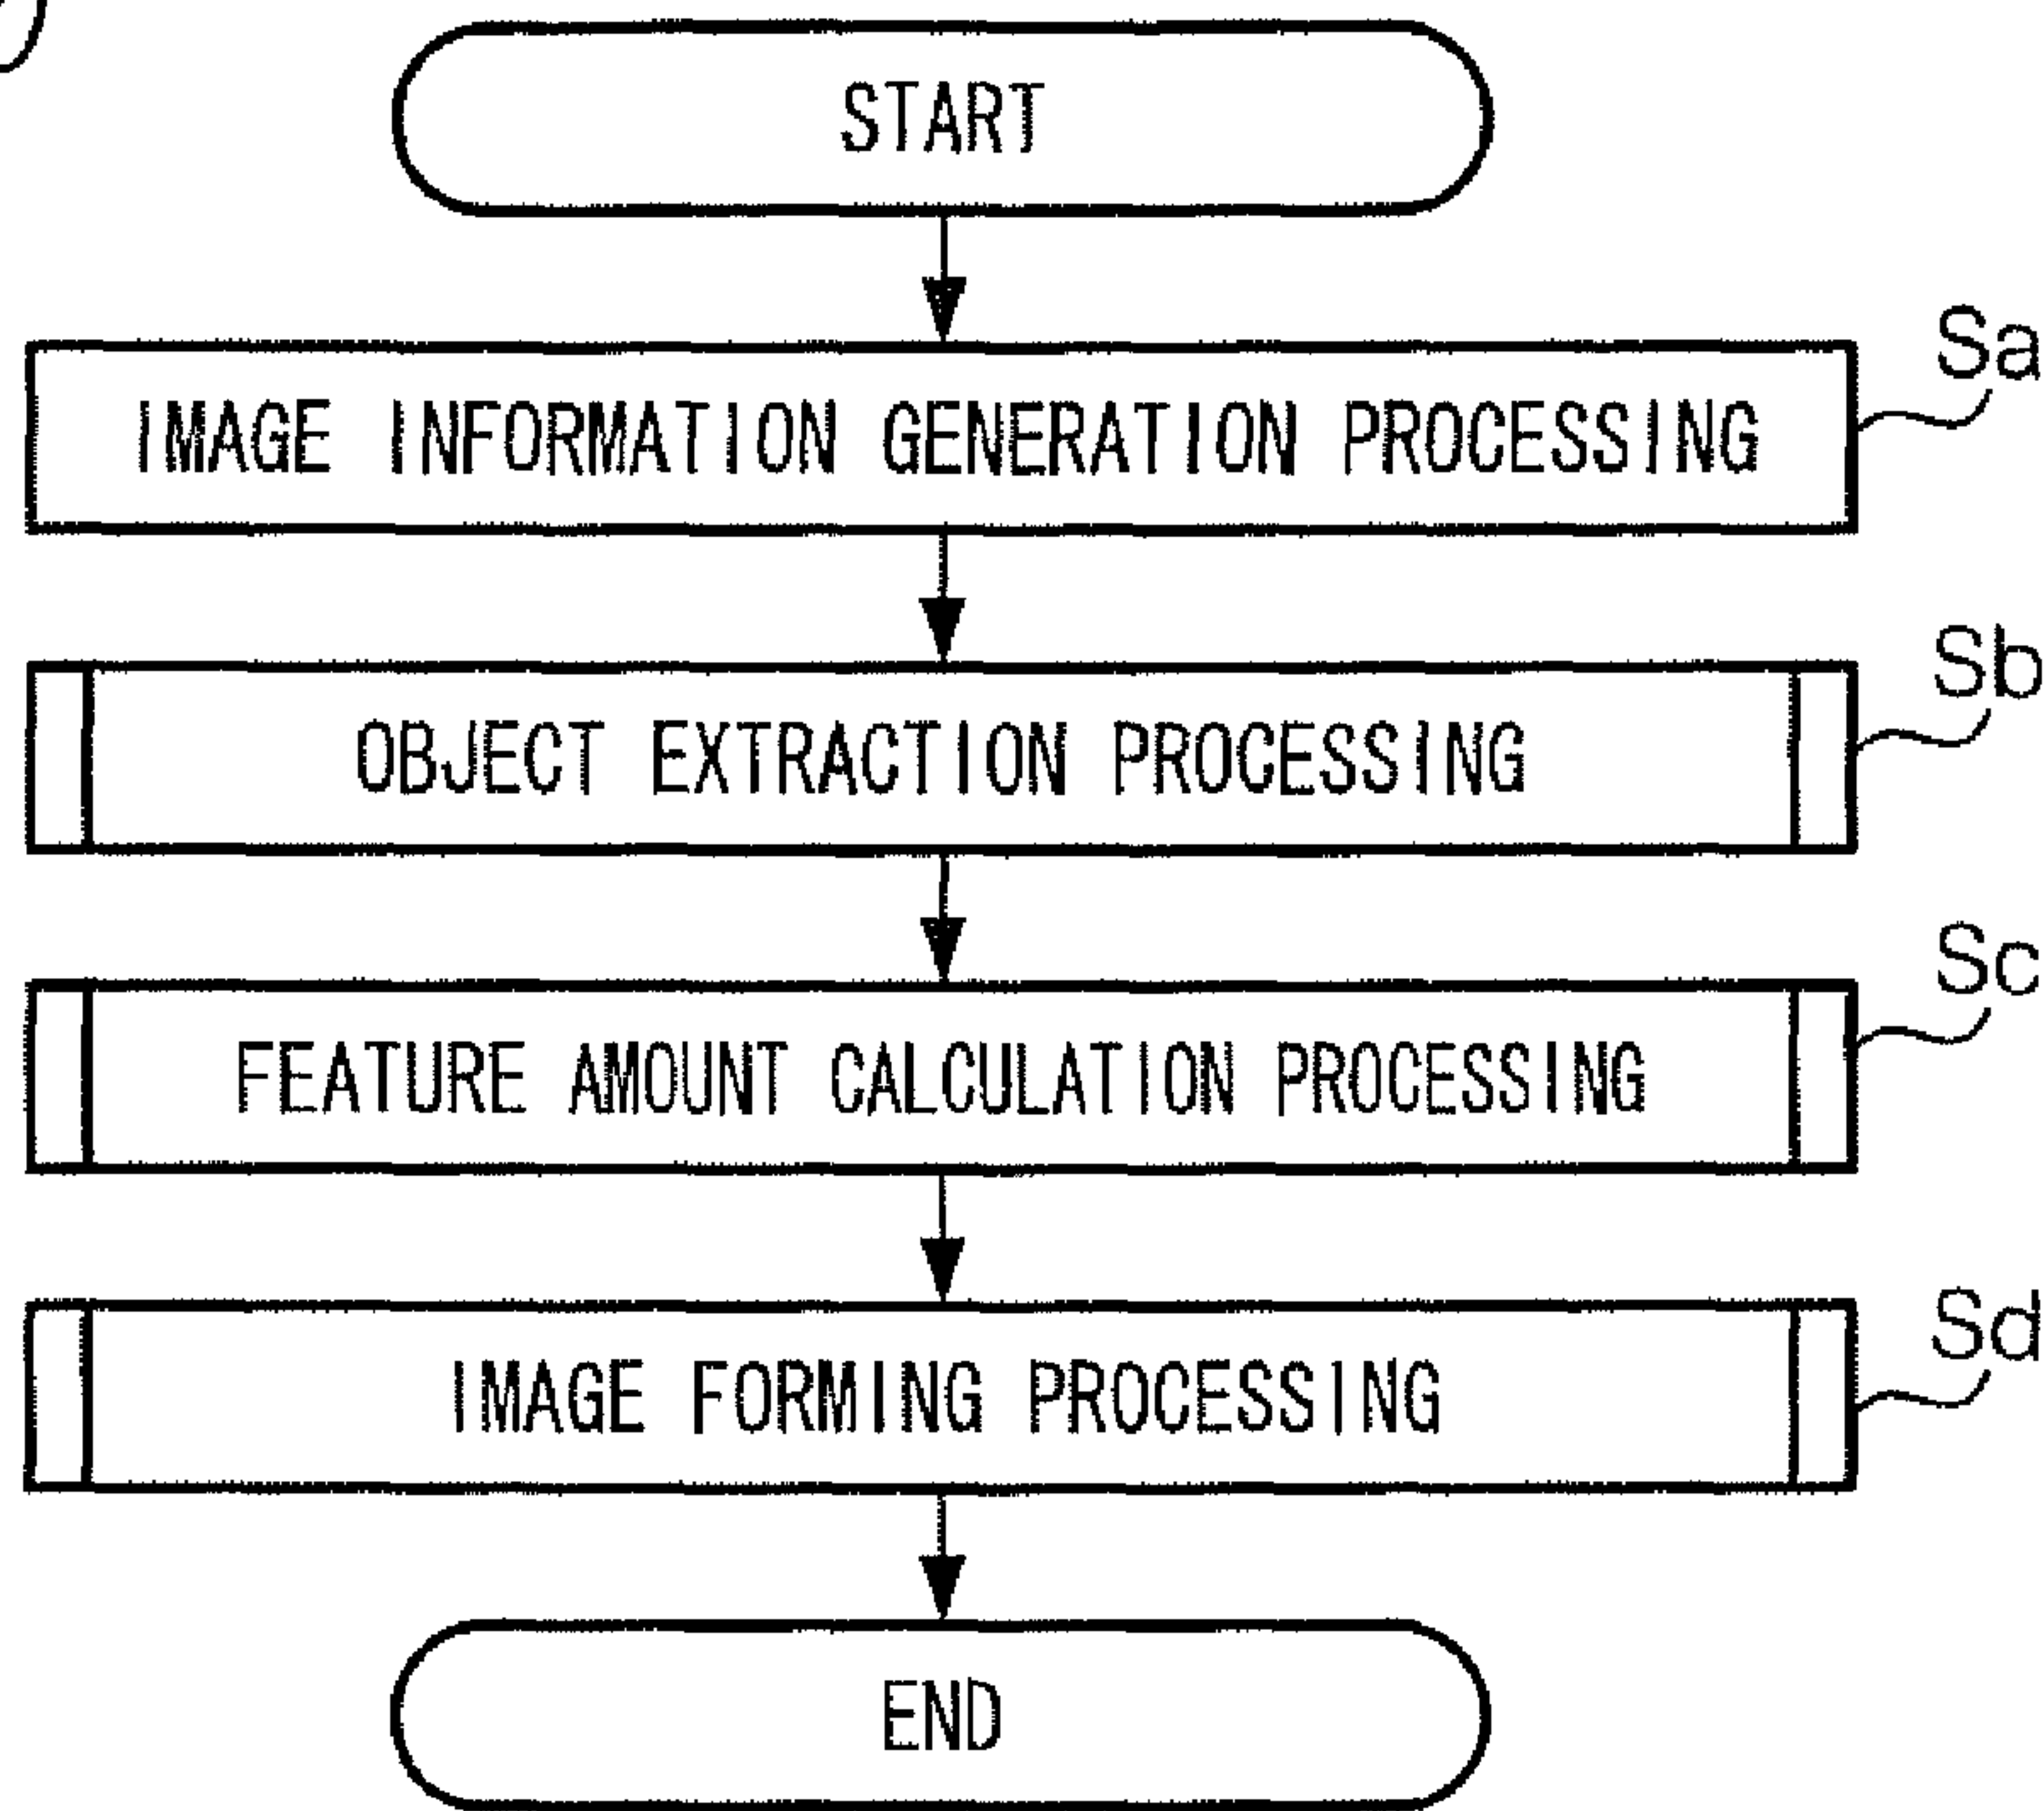 START
Sa
IMAGE INFORMATION GENERATION PROCESSING
Sb
OBJECT EXTRACTION PROCESSING
Sc
FEATURE AMOUNT CALCULATION PROCESSING
Sd
IMAGE FORMING PROCESSING
END